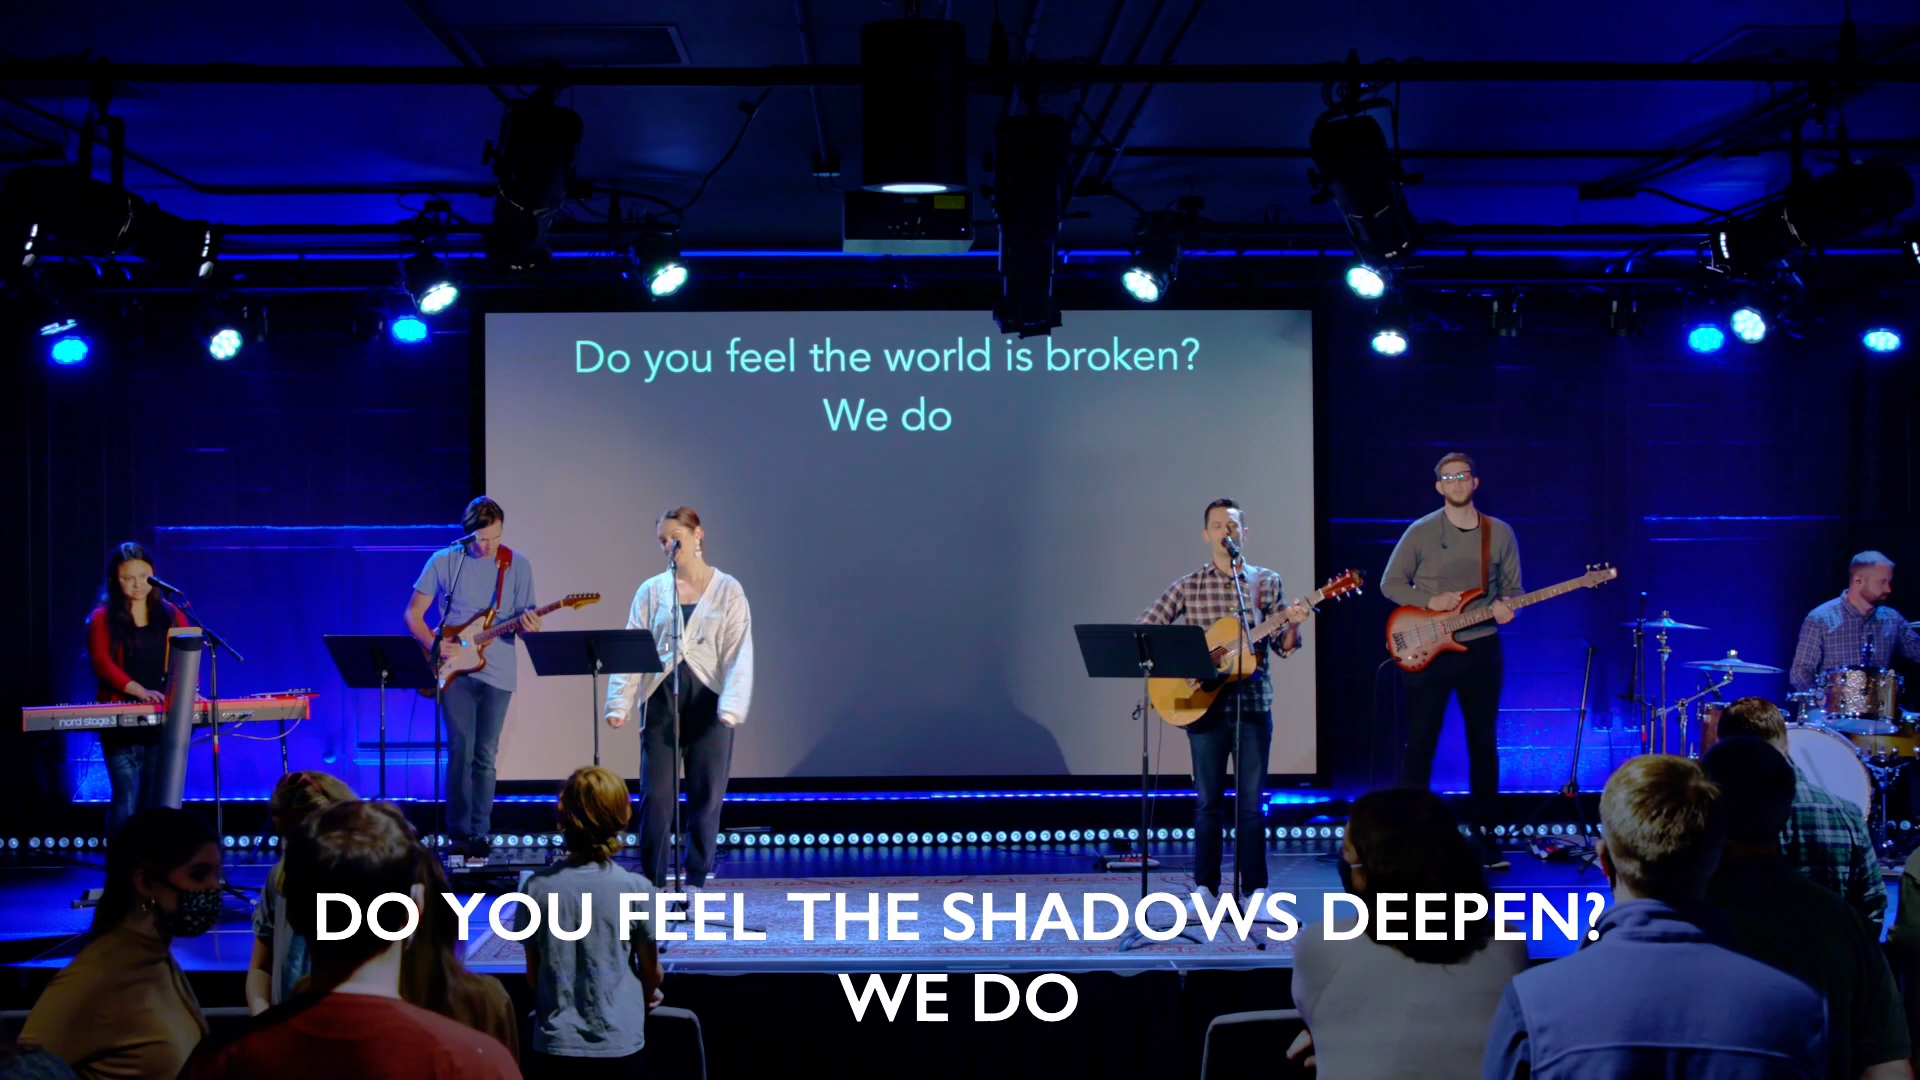 Do you feel the world is broken?
We do
nord stage 3
DO YOU FEEL THE SHADOWS DEEPEN?
WE DO